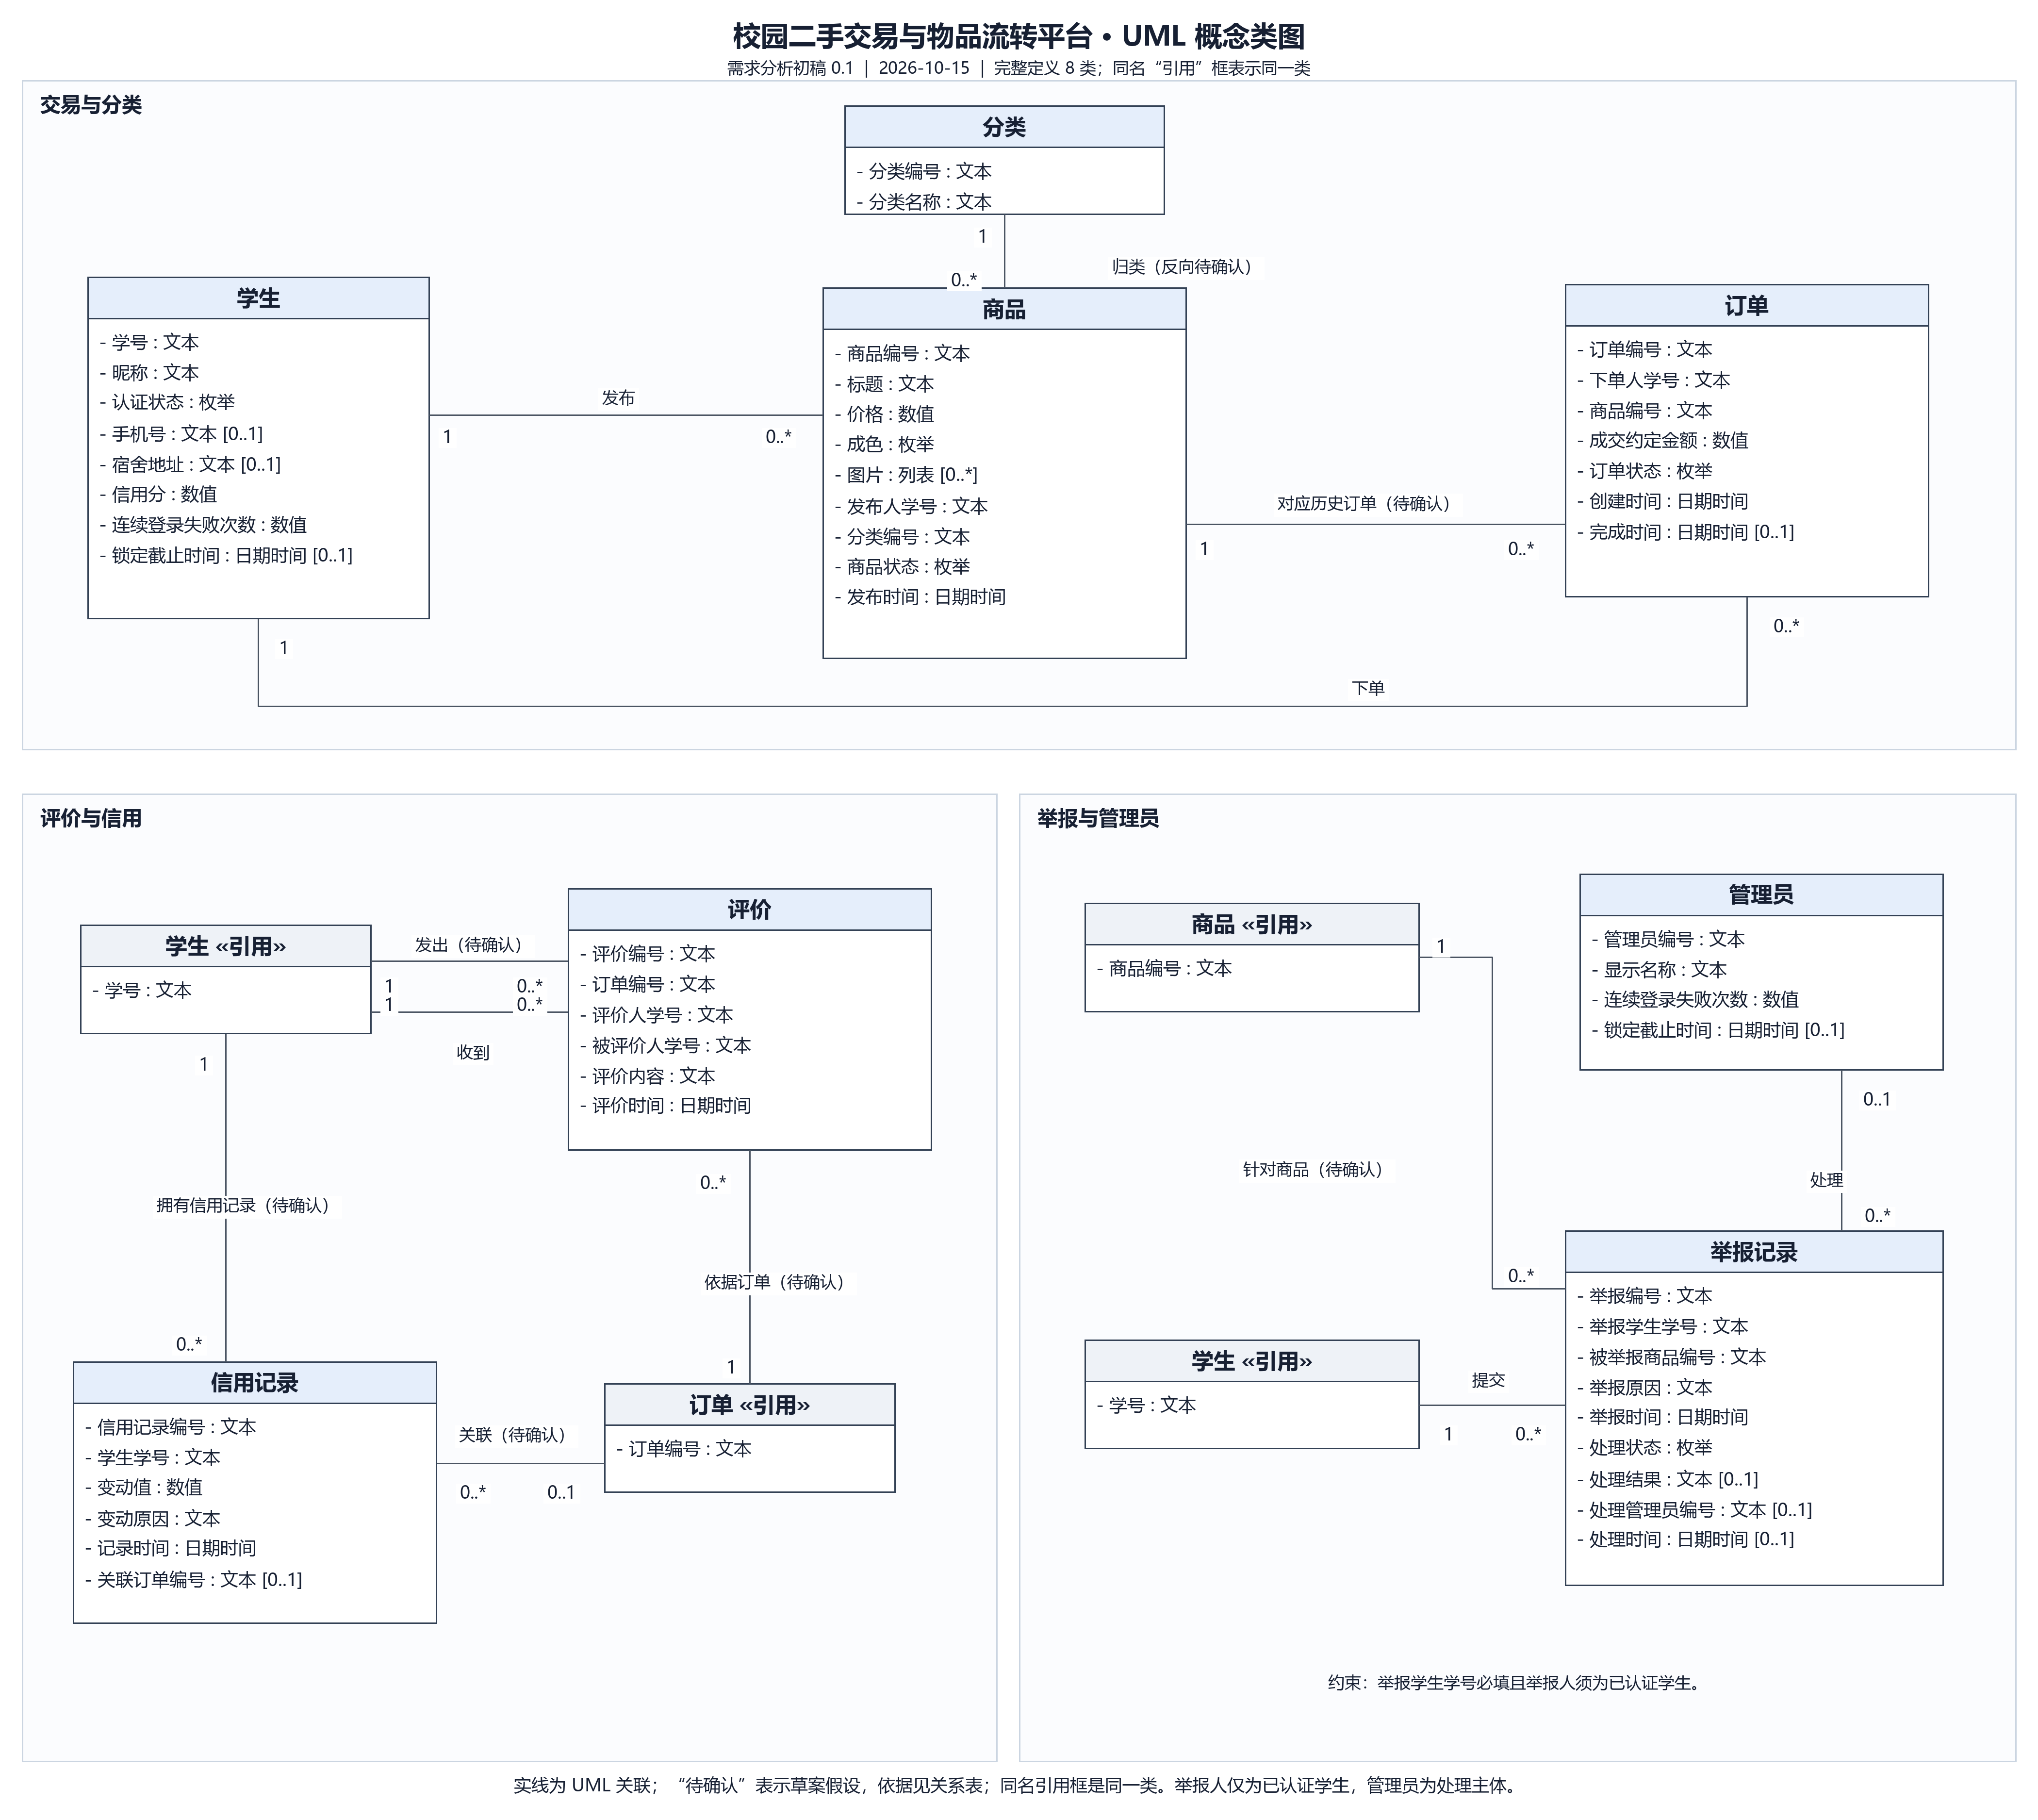 校园二手交易与物品流转平台 • UML 概念类图
需求分析初稿 0.1 | 2026-10-15 | 完整定义 8 类；同名“引用”框表示同一类
交易与分类
分类
- 分类编号 : 文本
- 分类名称 : 文本
1
0..*
归类（反向待确认）
学生
- 学号 : 文本
- 昵称 : 文本
- 认证状态 : 枚举
- 手机号 : 文本 [0..1]
- 宿舍地址 : 文本 [0..1]
- 信用分 : 数值
- 连续登录失败次数 : 数值
- 锁定截止时间 : 日期时间 [0..1]
发布
1
0..*
商品
- 商品编号 : 文本
- 标题 : 文本
- 价格 : 数值
- 成色 : 枚举
- 图片 : 列表 [0..*]
- 发布人学号 : 文本
- 分类编号 : 文本
- 商品状态 : 枚举
- 发布时间 : 日期时间
对应历史订单（待确认）
1
0..*
订单
- 订单编号 : 文本
- 下单人学号 : 文本
- 商品编号 : 文本
- 成交约定金额 : 数值
- 订单状态 : 枚举
- 创建时间 : 日期时间
- 完成时间 : 日期时间 [0..1]
1
0..*
下单
评价与信用
学生 «引用»
- 学号 : 文本
发出（待确认）
1
0..*
1
0..*
收到
评价
- 评价编号 : 文本
- 订单编号 : 文本
- 评价人学号 : 文本
- 被评价人学号 : 文本
- 评价内容 : 文本
- 评价时间 : 日期时间
1
拥有信用记录（待确认）
0..*
0..*
依据订单（待确认）
1
信用记录
- 信用记录编号 : 文本
- 学生学号 : 文本
- 变动值 : 数值
- 变动原因 : 文本
- 记录时间 : 日期时间
- 关联订单编号 : 文本 [0..1]
关联（待确认）
0..*
0..1
订单 «引用»
- 订单编号 : 文本
举报与管理员
商品 «引用»
- 商品编号 : 文本
1
针对商品（待确认）
0..*
管理员
- 管理员编号 : 文本
- 显示名称 : 文本
- 连续登录失败次数 : 数值
- 锁定截止时间 : 日期时间 [0..1]
0..1
处理
0..*
学生 «引用»
- 学号 : 文本
提交
1
0..*
举报记录
- 举报编号 : 文本
- 举报学生学号 : 文本
- 被举报商品编号 : 文本
- 举报原因 : 文本
- 举报时间 : 日期时间
- 处理状态 : 枚举
- 处理结果 : 文本 [0..1]
- 处理管理员编号 : 文本 [0..1]
- 处理时间 : 日期时间 [0..1]
约束：举报学生学号必填且举报人须为已认证学生。
实线为 UML 关联；“待确认”表示草案假设，依据见关系表；同名引用框是同一类。举报人仅为已认证学生，管理员为处理主体。